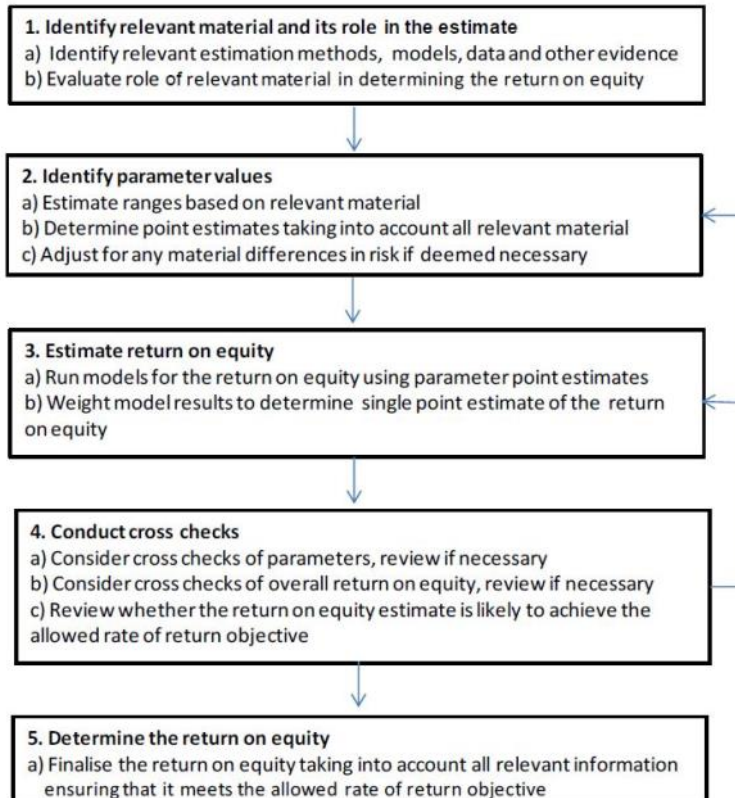 1. Identify relevant material and its role in the estimate
a) Identify relevant estimation methods, models, data and other evidence
b) Evaluate role of relevant material in determining the return on equity
2. Identify parameter values
a) Estimate ranges based on relevant material
b) Determine point estimates taking into account all relevant material
c) Adjust for any material differences in risk if deemed necessary
3. Estimate return on equity
a) Run models for the return on equity using parameter point estimates
b) Weight model results to determine single point estimate of the return
on equity
4. Conduct cross checks
a) Consider cross checks of parameters, review if necessary
b) Consider cross checks of overall return on equity, review if necessary
c) Review whether the return on equity estimate is likely to achieve the
allowed rate of return objective
5. Determine the return on equity
a) Finalise the return on equity taking into account all relevant information
ensuring that it meets the allowed rate of return objective